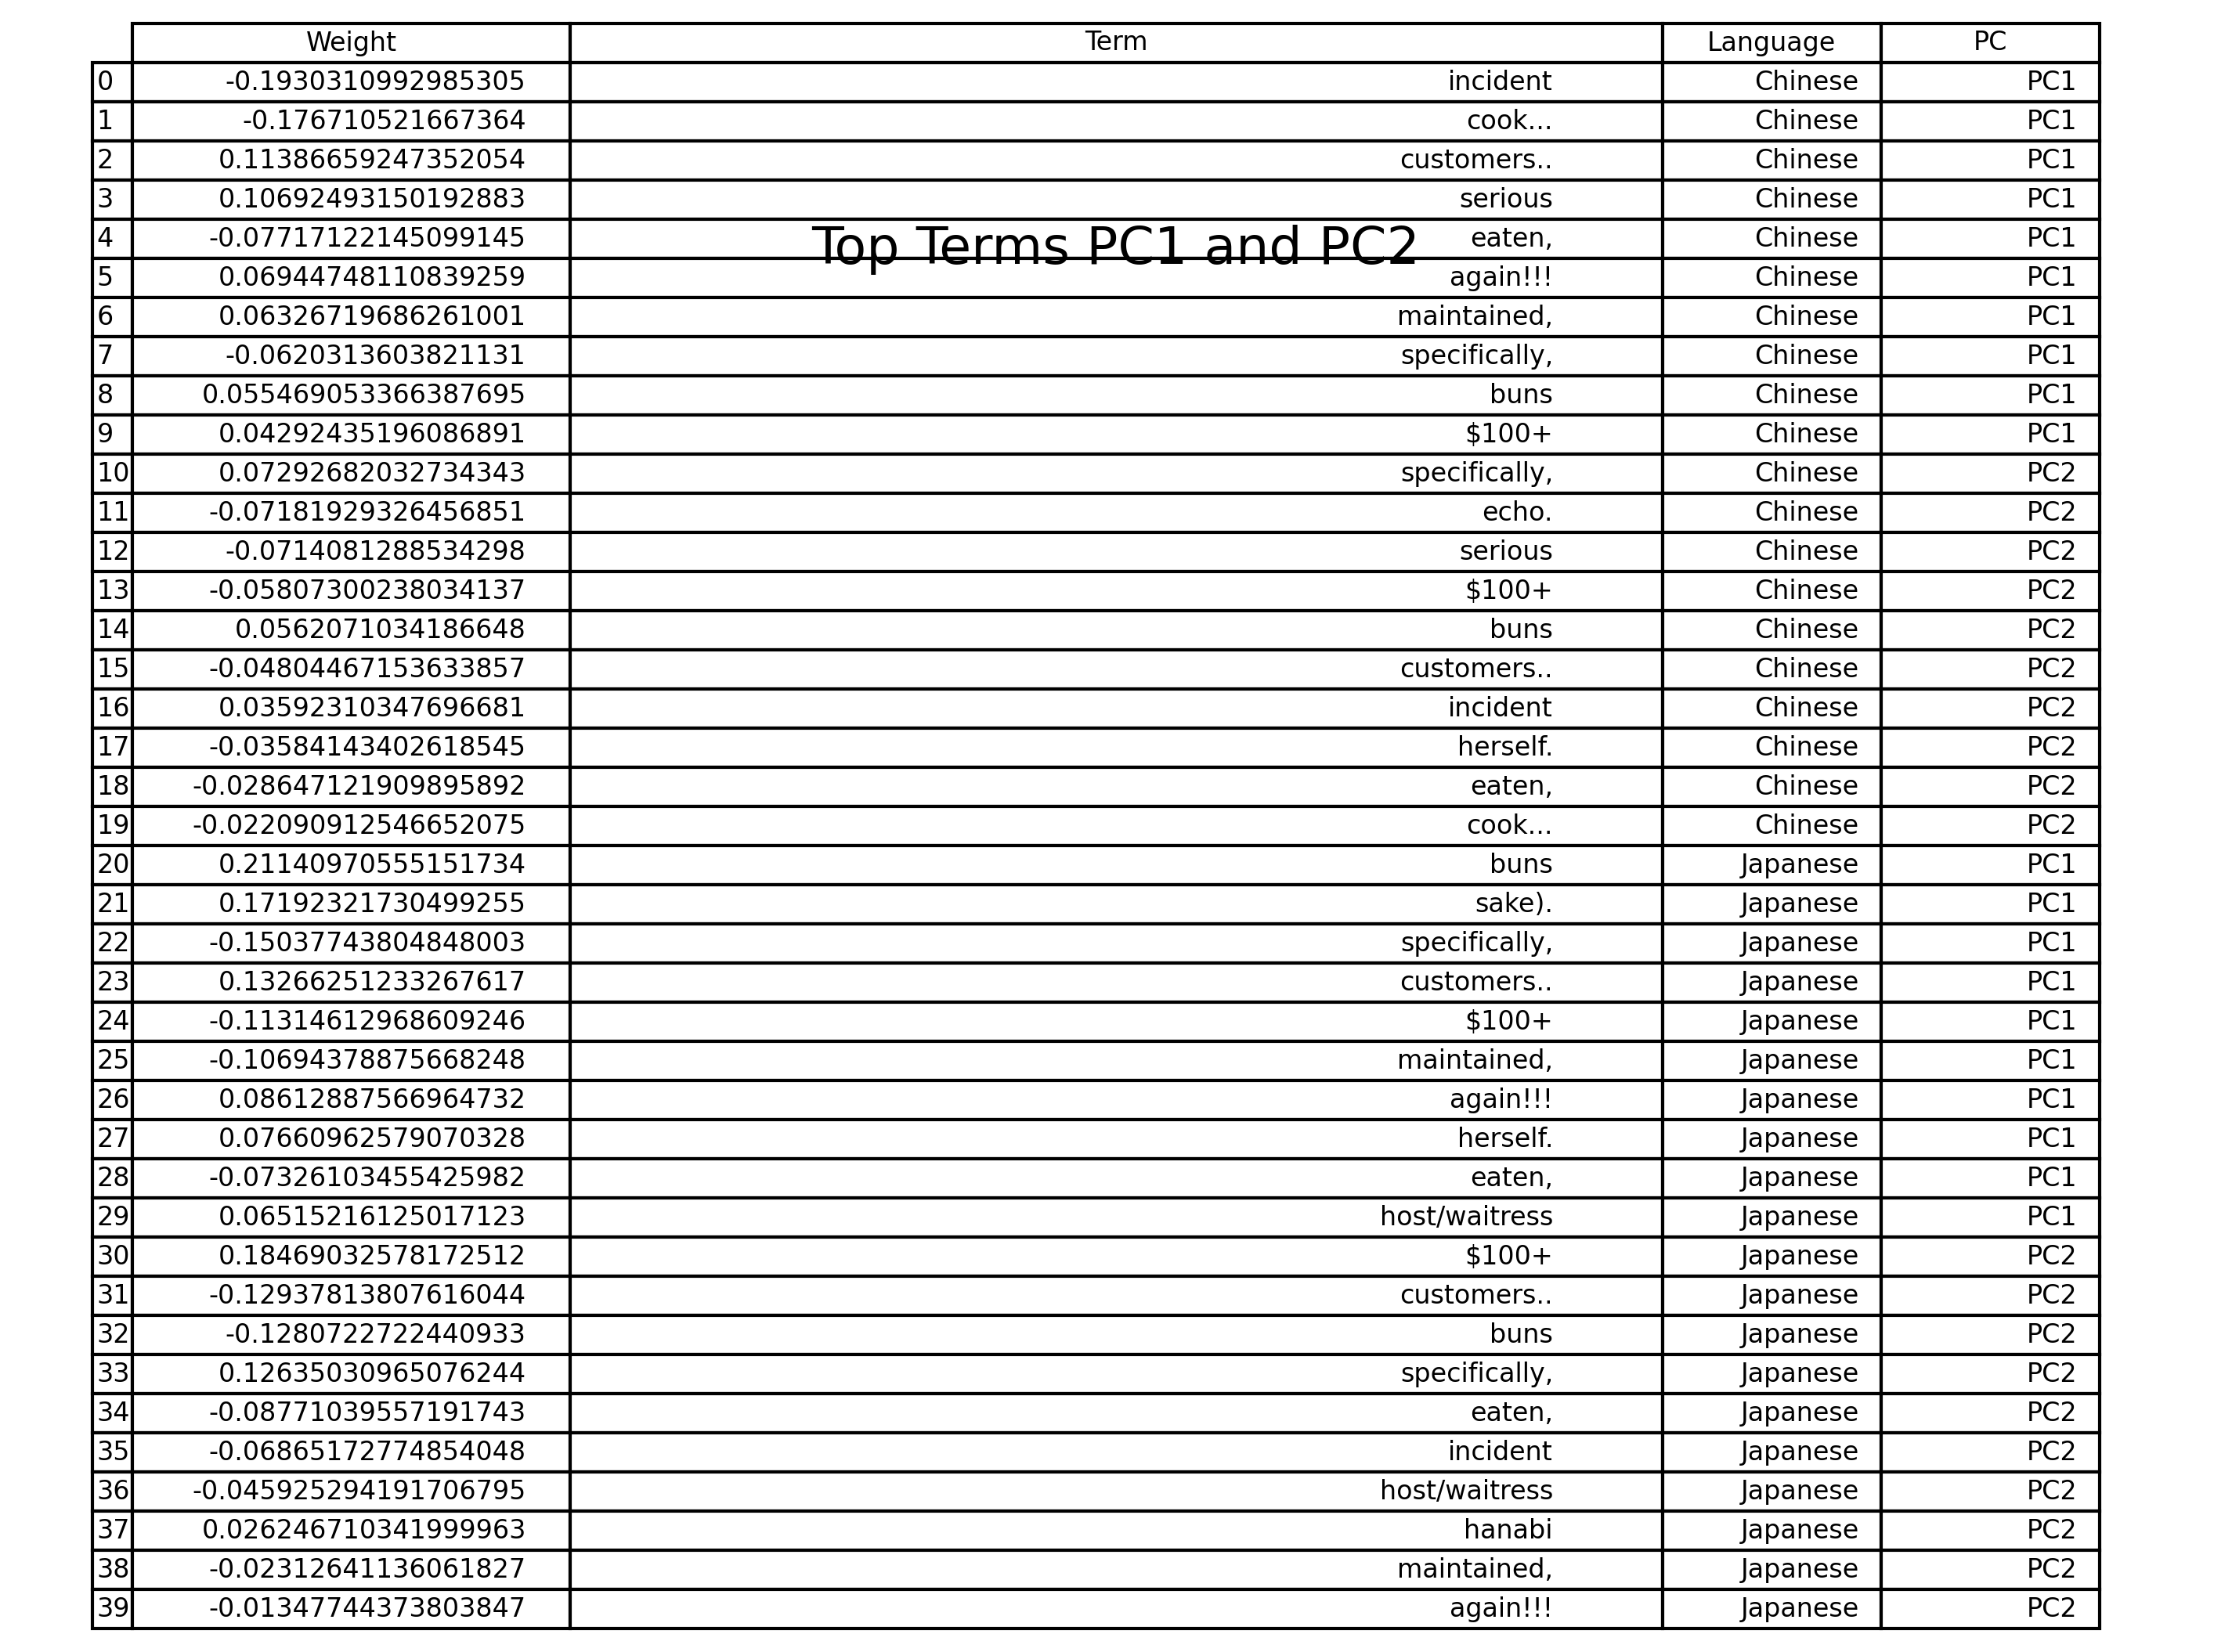 Weight Term Language PC
0 -0.1930310992985305 incident Chinese PC1
1 -0.176710521667364 cook... Chinese PC1
2 0.11386659247352054 customers.. Chinese PC1
3 0.10692493150192883 serious Chinese PC1
4 -0.07717122145099145 eaten, Chinese PC1
Top Terms PC1 and PC2
5 0.06944748110839259 again!!! Chinese PC1
6 0.06326719686261001 maintained, Chinese PC1
7 -0.0620313603821131 specifically, Chinese PC1
8 0.055469053366387695 buns Chinese PC1
9 0.04292435196086891 $100+ Chinese PC1
10 0.07292682032734343 specifically, Chinese PC2
11 -0.07181929326456851 echo. Chinese PC2
12 -0.0714081288534298 serious Chinese PC2
13 -0.05807300238034137 $100+ Chinese PC2
14 0.0562071034186648 buns Chinese PC2
15 -0.04804467153633857 customers.. Chinese PC2
16 0.03592310347696681 incident Chinese PC2
17 -0.03584143402618545 herself. Chinese PC2
18 -0.028647121909895892 eaten, Chinese PC2
19 -0.022090912546652075 cook... Chinese PC2
20 0.21140970555151734 buns Japanese PC1
21 0.17192321730499255 sake). Japanese PC1
22 -0.15037743804848003 specifically, Japanese PC1
23 0.13266251233267617 customers.. Japanese PC1
24 -0.11314612968609246 $100+ Japanese PC1
25 -0.10694378875668248 maintained, Japanese PC1
26 0.08612887566964732 again!!! Japanese PC1
27 0.07660962579070328 herself. Japanese PC1
28 -0.07326103455425982 eaten, Japanese PC1
29 0.06515216125017123 host/waitress Japanese PC1
30 0.18469032578172512 $100+ Japanese PC2
31 -0.12937813807616044 customers.. Japanese PC2
32 -0.1280722722440933 buns Japanese PC2
33 0.12635030965076244 specifically, Japanese PC2
34 -0.08771039557191743 eaten, Japanese PC2
35 -0.06865172774854048 incident Japanese PC2
36 -0.045925294191706795 host/waitress Japanese PC2
37 0.026246710341999963 hanabi Japanese PC2
38 -0.02312641136061827 maintained, Japanese PC2
39 -0.01347744373803847 again!!! Japanese PC2